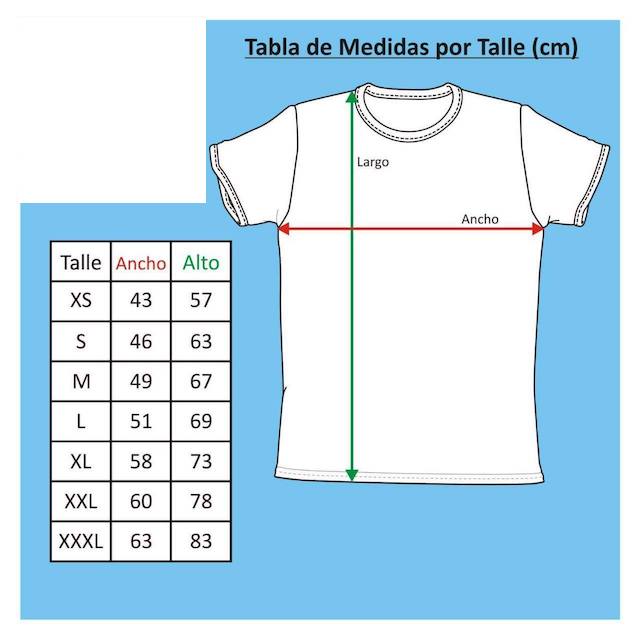 Tabla de Medidas por Talle (cm)
Largo
Ancho
Talle Ancho Alto
XS 43 57
S 46 63
M 49 67
L 51 69
XL 58 73
XXL 60 78
XXXL 63 83